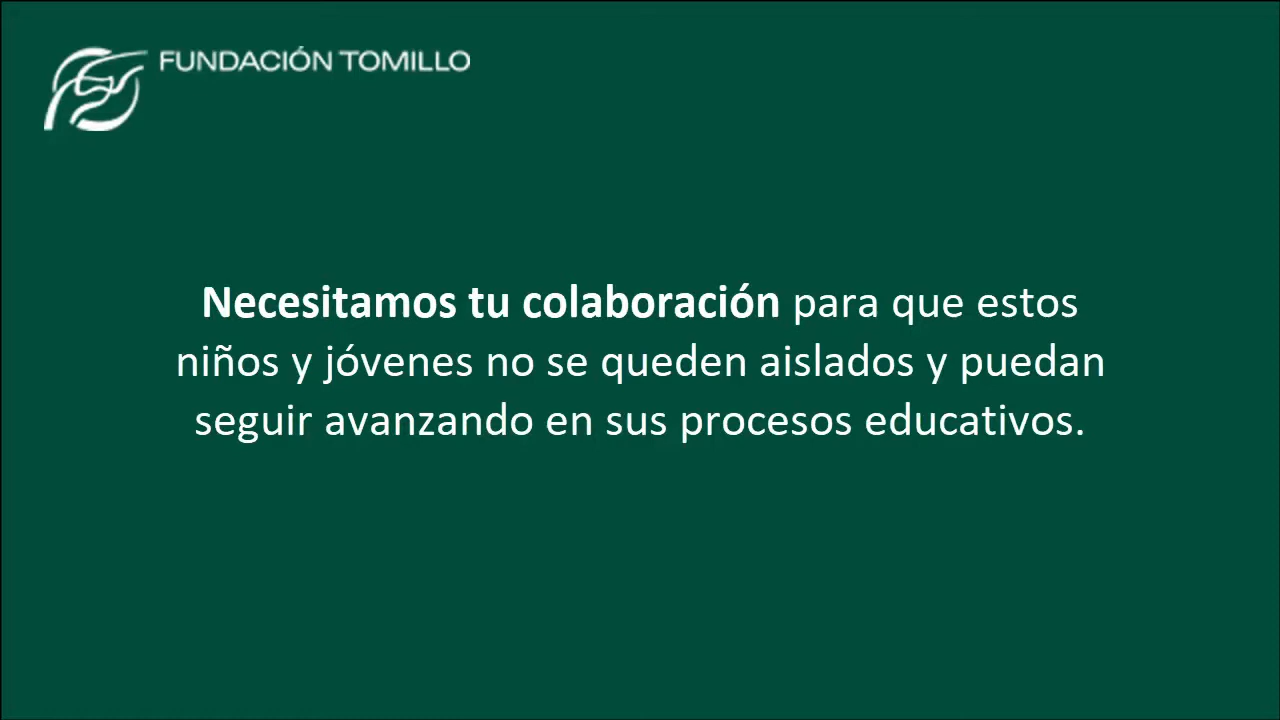 FUNDACIÓN TOMILLO
Necesitamos tu colaboración para que estos
niños y jóvenes no se queden aislados y puedan
seguir avanzando en sus procesos educativos.